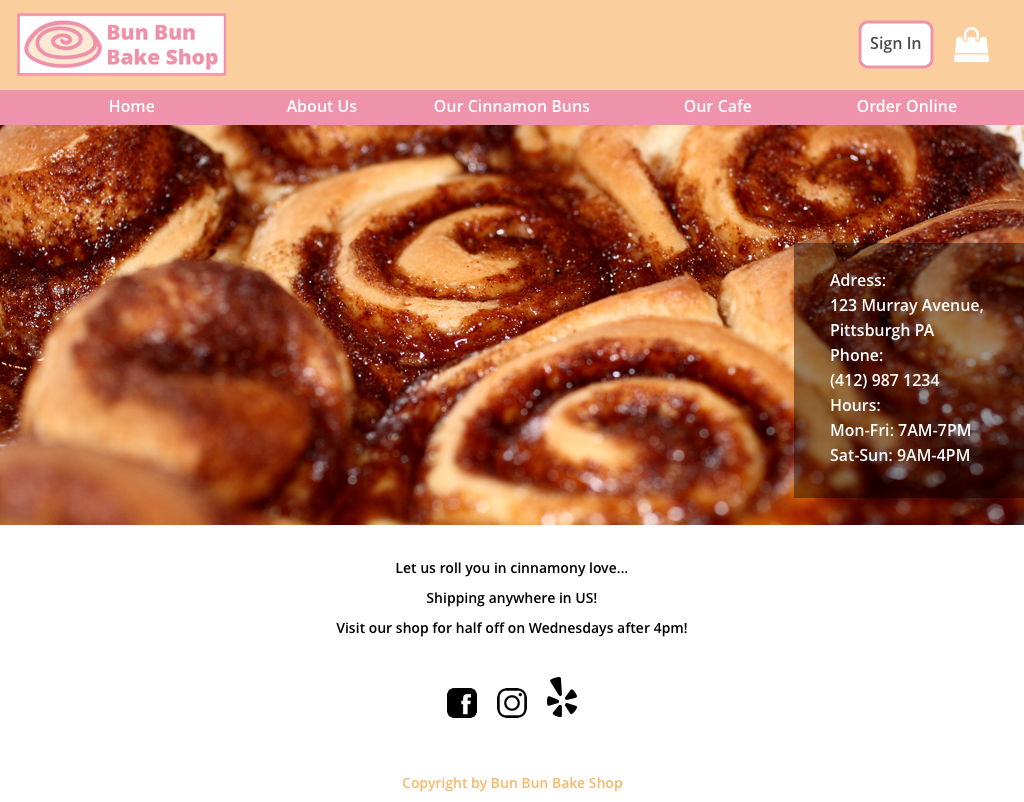 Bun Bun
Bake Shop
Sign In
Home
About Us
Our Cinnamon Buns
Our Cafe
Order Online
Adress:
123 Murray Avenue,
Pittsburgh PA
Phone:
(412) 987 1234
Hours:
Mon-Fri: 7AM-7PM
Sat-Sun: 9AM-4PM
Let us roll you in cinnamony love...
Shipping anywhere in US!
Visit our shop for half off on Wednesdays after 4pm!
Copyright by Bun Bun Bake Shop